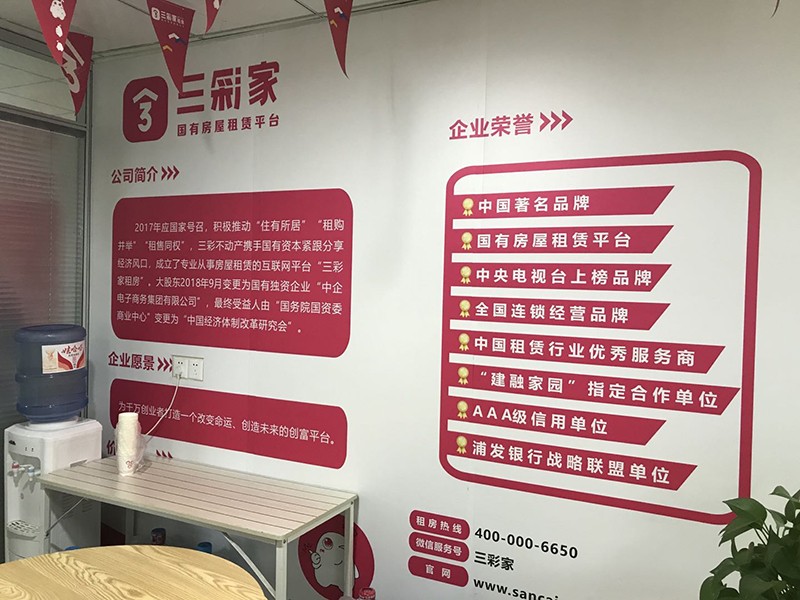 三彩家
3
三彩家
国有房屋租赁平台
公司简介
2017年应国家号召，积极推动“住有所居”“租购
并举”“租售同权”，三彩不动产携手国有资本紧跟分享
经济风口，成立了专业从事房屋租赁的互联网平台“三彩
家租房”。大股东2018年9月变更为国有独资企业“中企
电子商务集团有限公司”，最终受益人由“国务院国资委
商业中心”变更为“中国经济体制改革研究会”。
企业愿景
为千万创业者打造一个改变命运、创造未来的创富平台。
价
企业荣誉
中国著名品牌
国有房屋租赁平台
中央电视台上榜品牌
全国连锁经营品牌
中国租赁行业优秀服务商
“建融家园”指定合作单位
AAA级信用单位
浦发银行战略联盟单位
租房热线 400-000-6650
微信服务号 三彩家
官网 www.sancai
娃哈哈